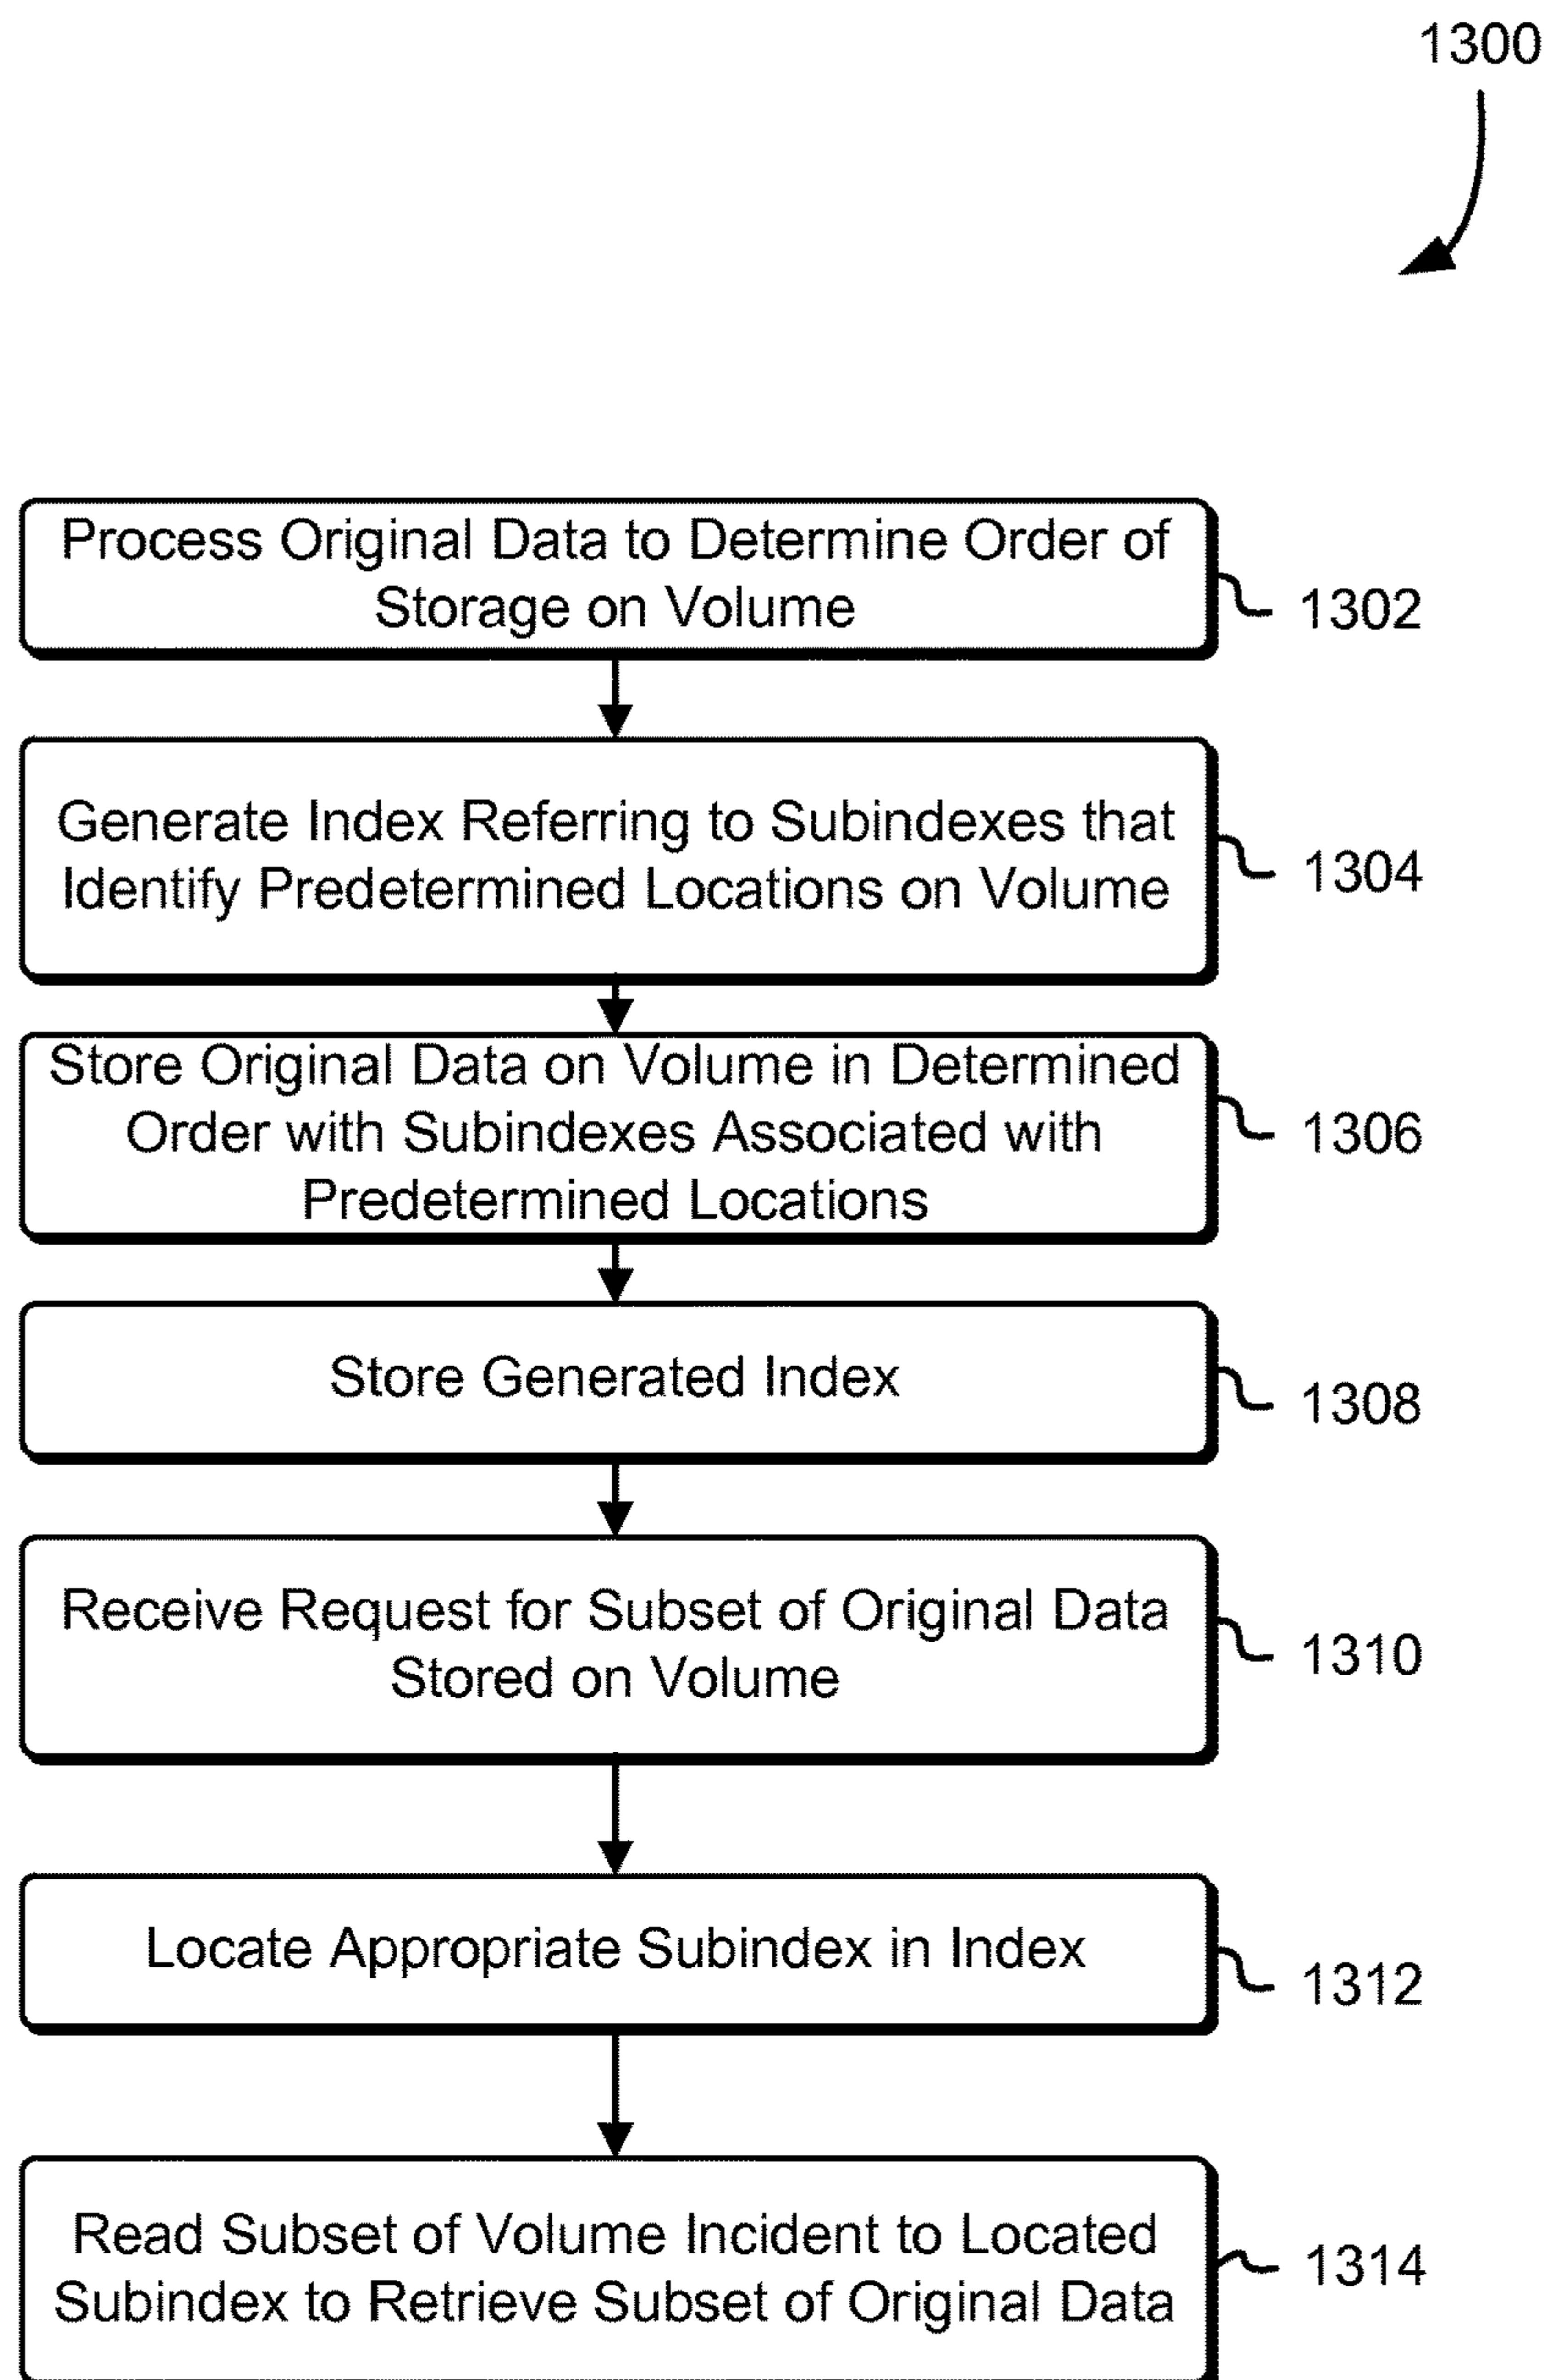 1300
Process Original Data to Determine Order of
Storage on Volume
1302
Generate Index Referring to Subindexes that
Identify Predetermined Locations on Volume
1304
Store Original Data on Volume in Determined
Order with Subindexes Associated with
Predetermined Locations
1306
Store Generated Index
1308
Receive Request for Subset of Original Data
Stored on Volume
1310
Locate Appropriate Subindex in Index
1312
Read Subset of Volume Incident to Located
Subindex to Retrieve Subset of Original Data
1314